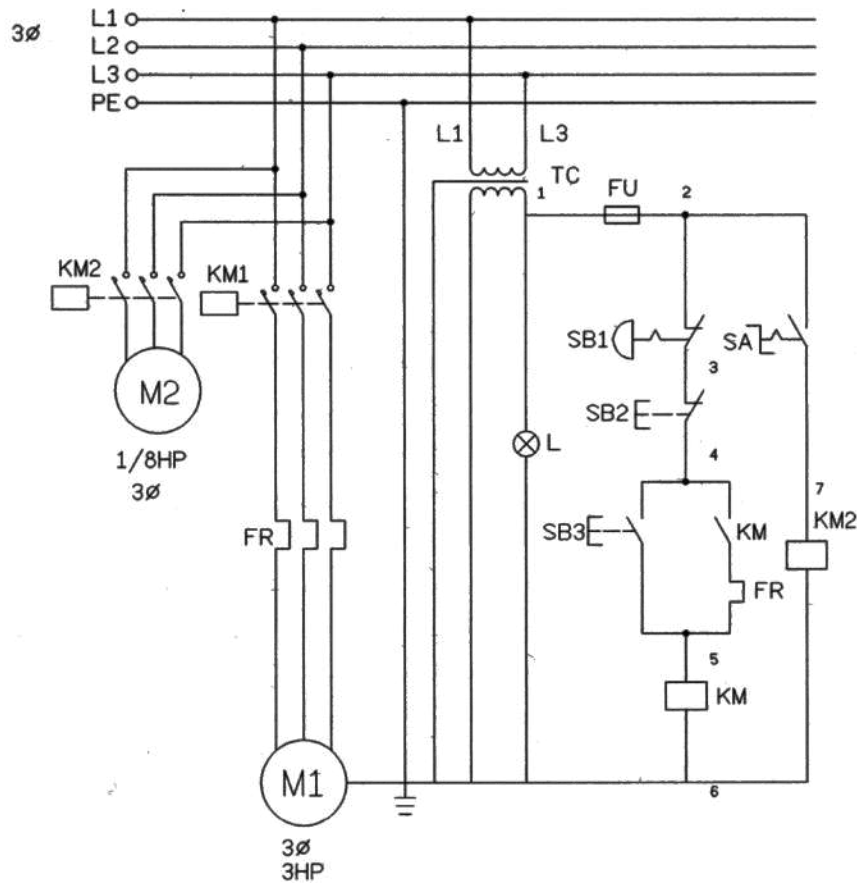 3ø
L1
L2
L3
PE
L1 L3
TC
1
FU
2
KM2
KM1
SB1
SA
3
M2
SB2
L
4
1/8HP
3ø
7
SB3
KM
KM2
FR
FR
5
KM
M1
6
3ø
3HP